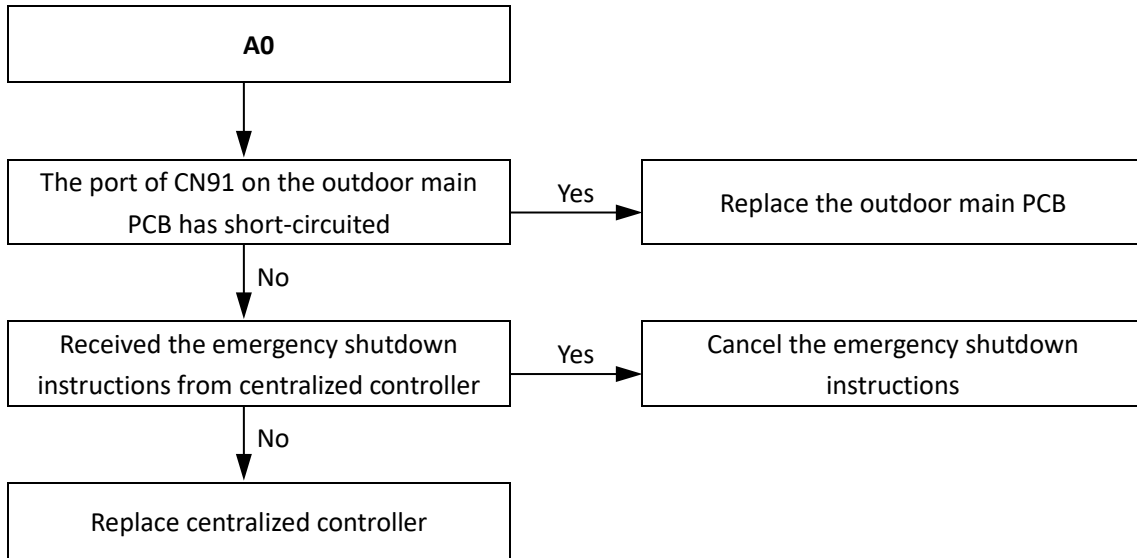 A0
The port of CN91 on the outdoor main
PCB has short-circuited
Yes
Replace the outdoor main PCB
No
Received the emergency shutdown
instructions from centralized controller
Yes
Cancel the emergency shutdown
instructions
No
Replace centralized controller